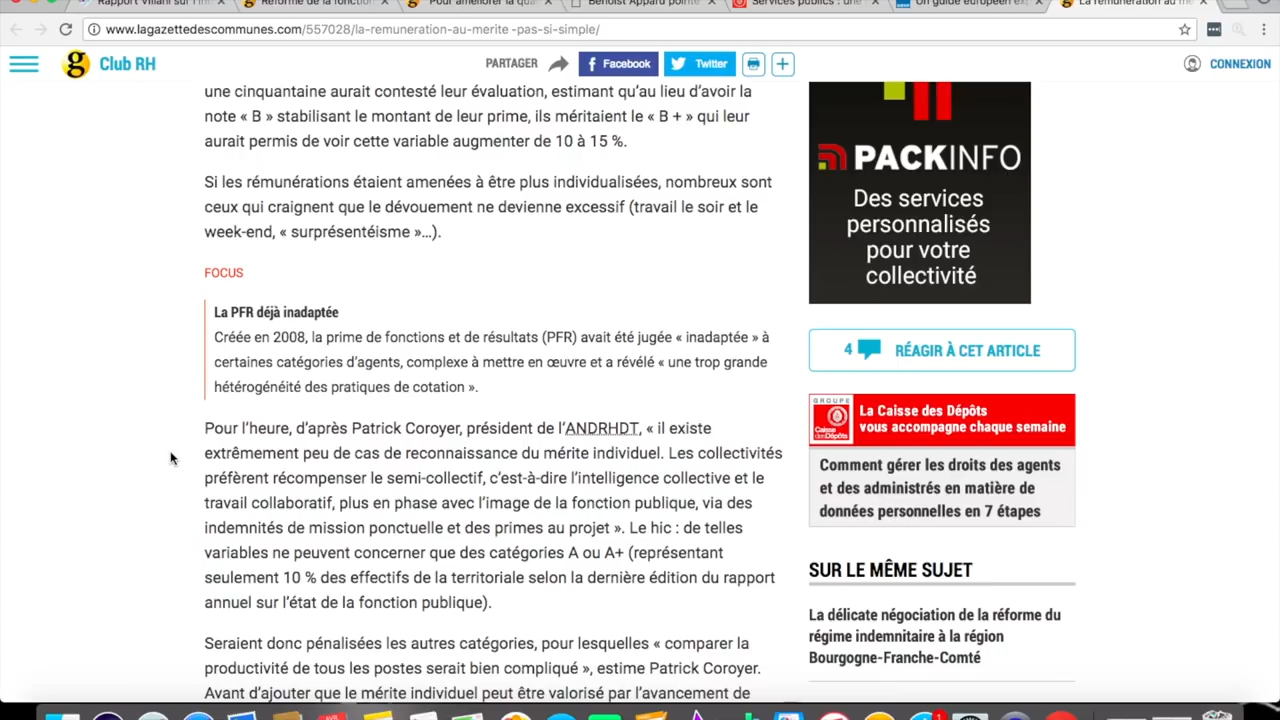 Rapport Villani sur l'in
Réforme de la fonction
Pour améliorer la qua
Benoist Apparu pointe
Services publics : une
Un guide européen exp
La rémunération au mé
www.lagazettedescommunes.com/557028/la-remuneration-au-merite -pas-si-simple/
g Club RH
PARTAGER
Facebook
Twitter
CONNEXION
une cinquantaine aurait contesté leur évaluation, estimant qu'au lieu d'avoir la
note « B » stabilisant le montant de leur prime, ils méritaient le « B + » qui leur
aurait permis de voir cette variable augmenter de 10 à 15 %.
Si les rémunérations étaient amenées à être plus individualisées, nombreux sont
ceux qui craignent que le dévouement ne devienne excessif (travail le soir et le
week-end, « surprésentéisme »…).
FOCUS
La PFR déjà inadaptée
Créée en 2008, la prime de fonctions et de résultats (PFR) avait été jugée « inadaptée » à
certaines catégories d'agents, complexe à mettre en œuvre et a révélé « une trop grande
hétérogénéité des pratiques de cotation ».
Pour l'heure, d'après Patrick Coroyer, président de l'ANDRHDT, « il existe
extrêmement peu de cas de reconnaissance du mérite individuel. Les collectivités
préfèrent récompenser le semi-collectif, c'est-à-dire l'intelligence collective et le
travail collaboratif, plus en phase avec l'image de la fonction publique, via des
indemnités de mission ponctuelle et des primes au projet ». Le hic : de telles
variables ne peuvent concerner que des catégories A ou A+ (représentant
seulement 10 % des effectifs de la territoriale selon la dernière édition du rapport
annuel sur l'état de la fonction publique).
Seraient donc pénalisées les autres catégories, pour lesquelles « comparer la
productivité de tous les postes serait bien compliqué », estime Patrick Coroyer.
Avant d'ajouter que le mérite individuel peut être valorisé par l'avancement de
PACKINFO
Des services
personnalisés
pour votre
collectivité
4 RÉAGIR À CET ARTICLE
GROUPE
Caisse
des Dépôts
La Caisse des Dépôts
vous accompagne chaque semaine
Comment gérer les droits des agents
et des administrés en matière de
données personnelles en 7 étapes
SUR LE MÊME SUJET
La délicate négociation de la réforme du
régime indemnitaire à la région
Bourgogne-Franche-Comté
1